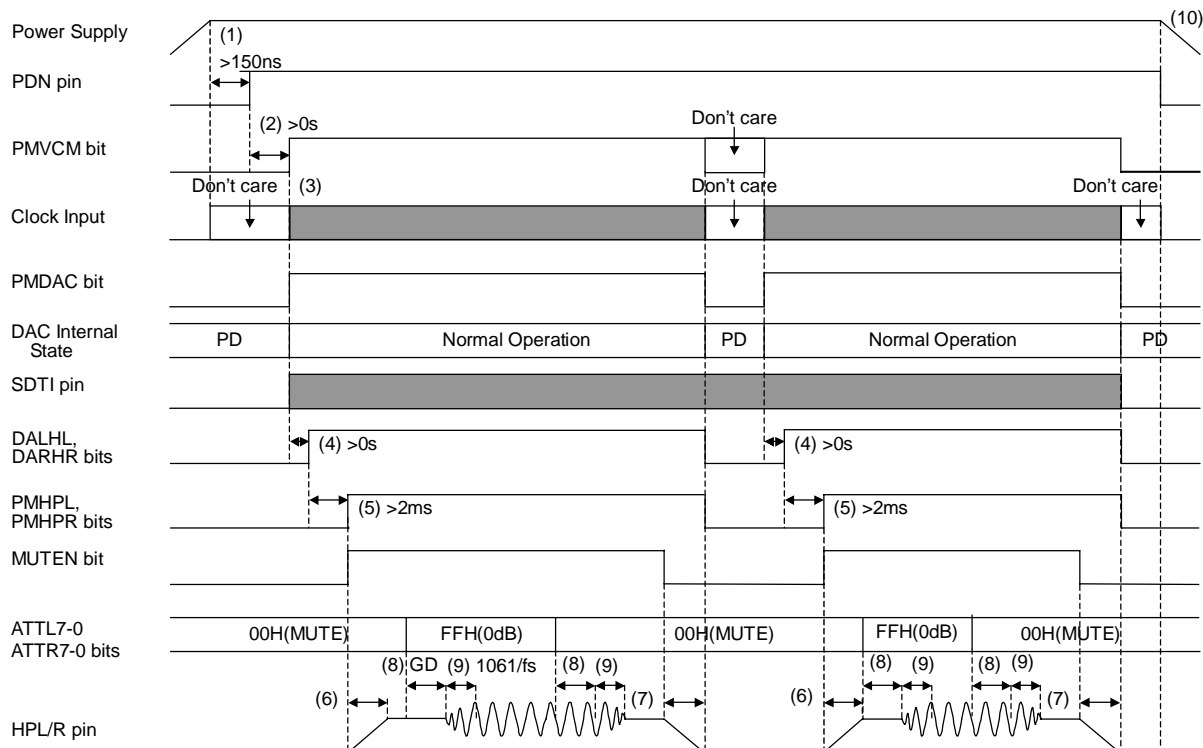 Power Supply (1) (10)
>150ns
PDN pin
(2) >0s Don't care
PMVCM bit
Don't care (3) Don't care Don't care
Clock Input
PMDAC bit
DAC Internal State PD Normal Operation PD Normal Operation PD
SDTI pin
DALHL, DARHR bits (4) >0s (4) >0s
PMHPL, PMHPR bits (5) >2ms (5) >2ms
MUTEN bit
ATTL7-0 ATTR7-0 bits 00H(MUTE) FFH(0dB) 00H(MUTE) FFH(0dB) 00H(MUTE)
(8) GD (9) 1061/fs (8) (9) (8) (9) (8) (9)
(6) (7) (6) (7)
HPL/R pin